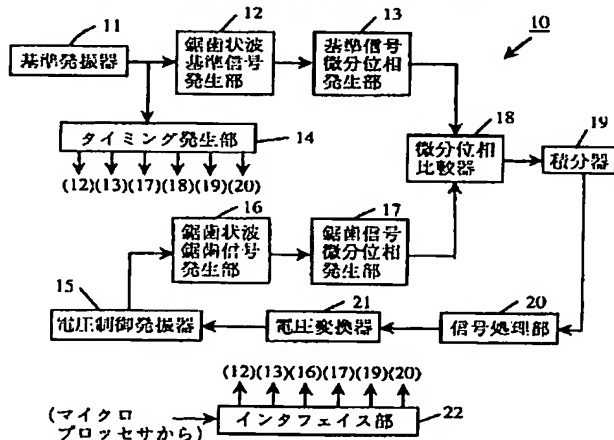 10
11
基準発振器
12
鋸歯状波
基準信号
発生部
13
基準信号
微分位相
発生部
タイミング発生部
14
(12)(13)(17)(18)(19)(20)
18
微分位相
比較器
19
積分器
16
鋸歯状波
鋸歯信号
発生部
17
鋸歯信号
微分位相
発生部
15
電圧制御発振器
21
電圧変換器
20
信号処理部
(12)(13)(16)(17)(19)(20)
(マイクロ
プロッセサから)
インタフェイス部
22